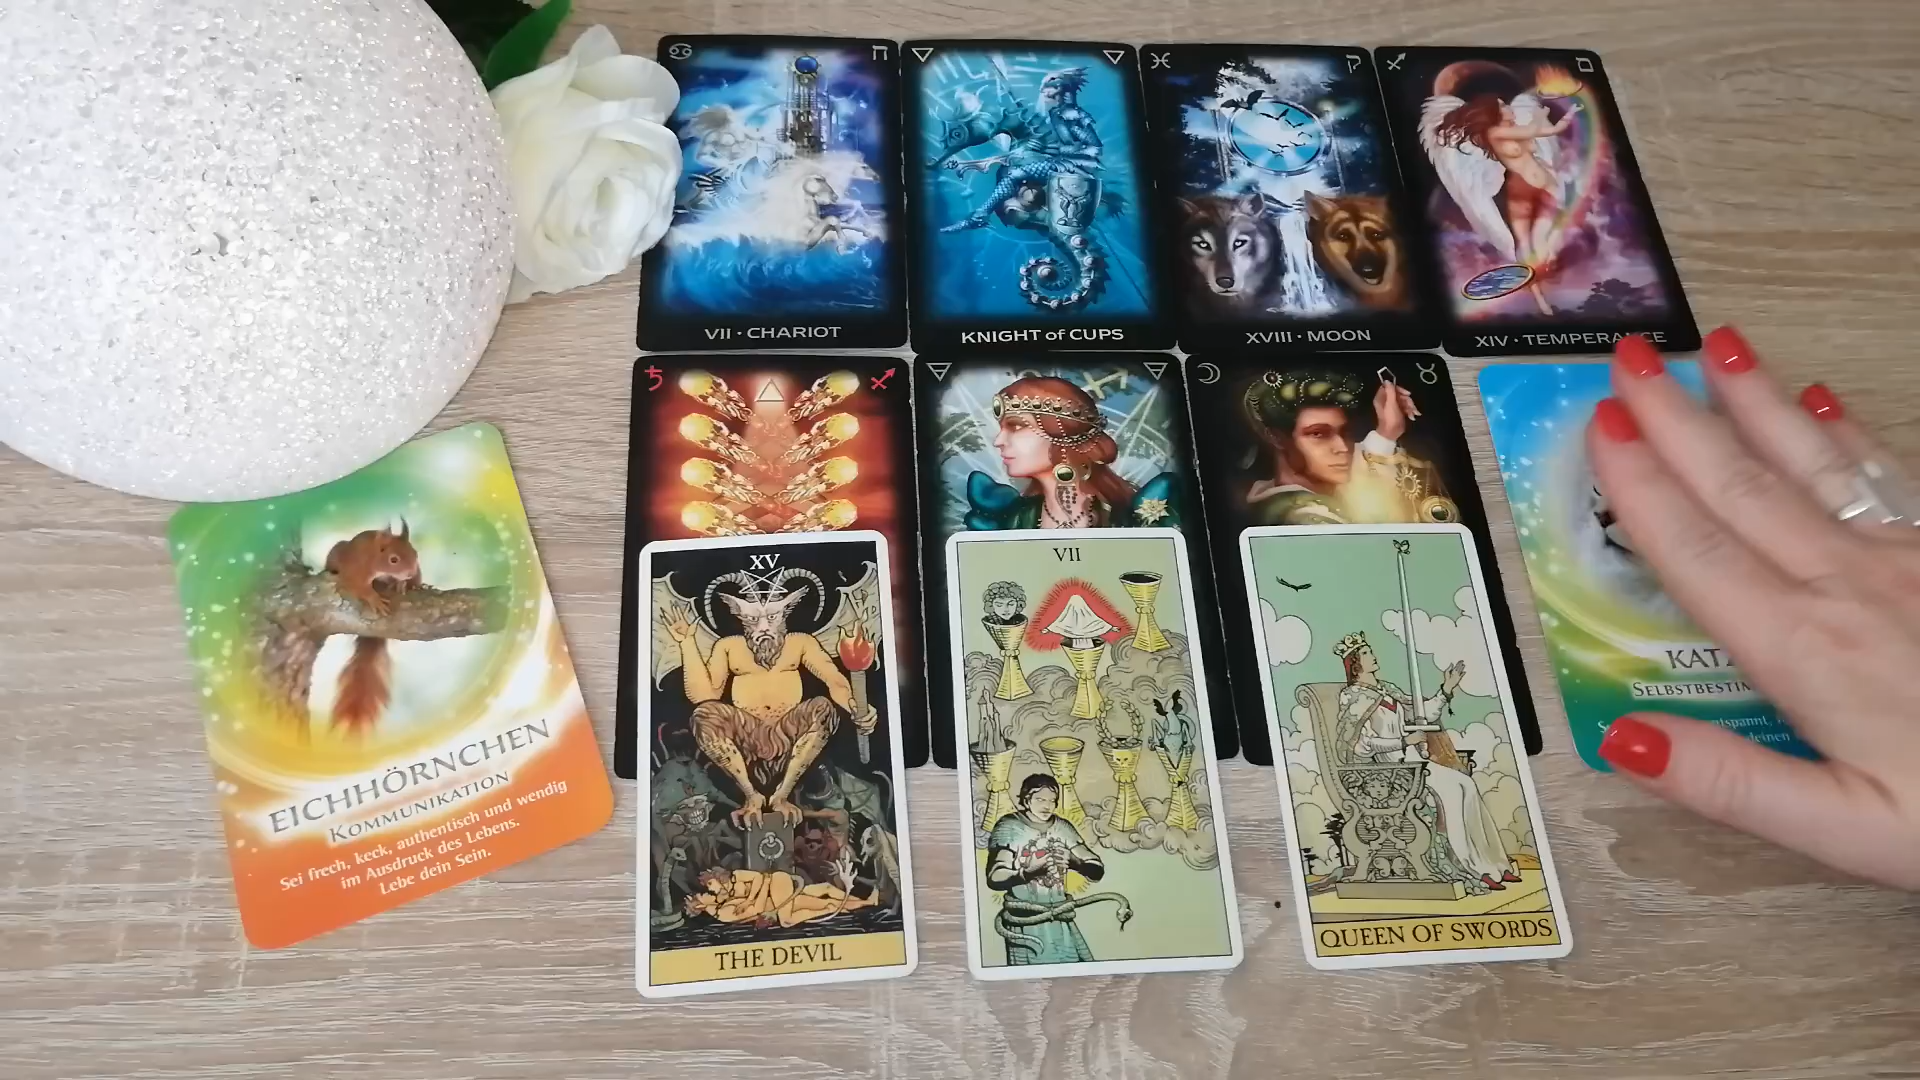 VII · CHARIOT
KNIGHT of CUPS
XVIII · MOON
XIV · TEMPERANCE
EICHHÖRNCHEN
KOMMUNIKATION
Sei frech, keck, authentisch und wendig
im Ausdruck des Lebens.
Lebe dein Sein.
XV
THE DEVIL
VII
QUEEN OF SWORDS